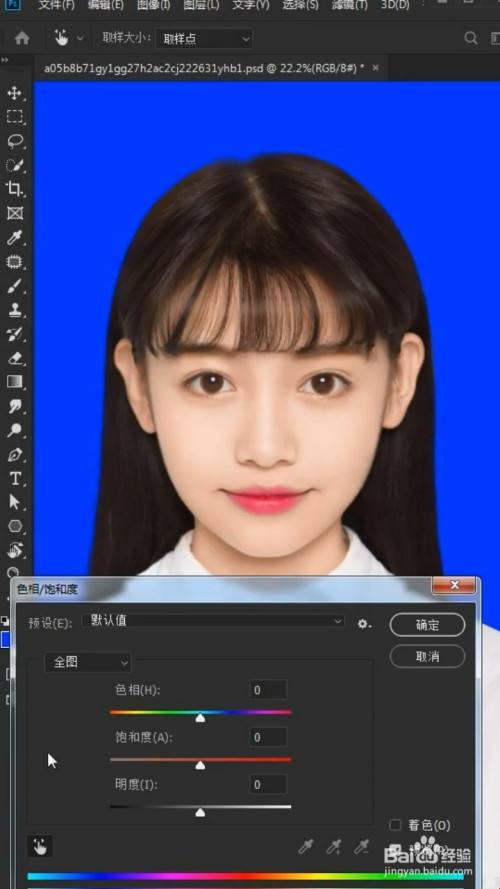 Ps 文件(F) 编辑(E) 图像(I) 图层(L) 文字(Y) 选择(S) 滤镜(T) 3D(D)
取样大小： 取样点
a05b8b71gy1gg27h2ac2cj222631yhb1.psd @ 22.2%(RGB/8#) * ×
T
色相/饱和度
预设(E)： 默认值
确定
取消
全图
色相(H)： 0
饱和度(A)： 0
明度(I)： 0
着色(O)
Baidu经验
jingyan.baidu.com